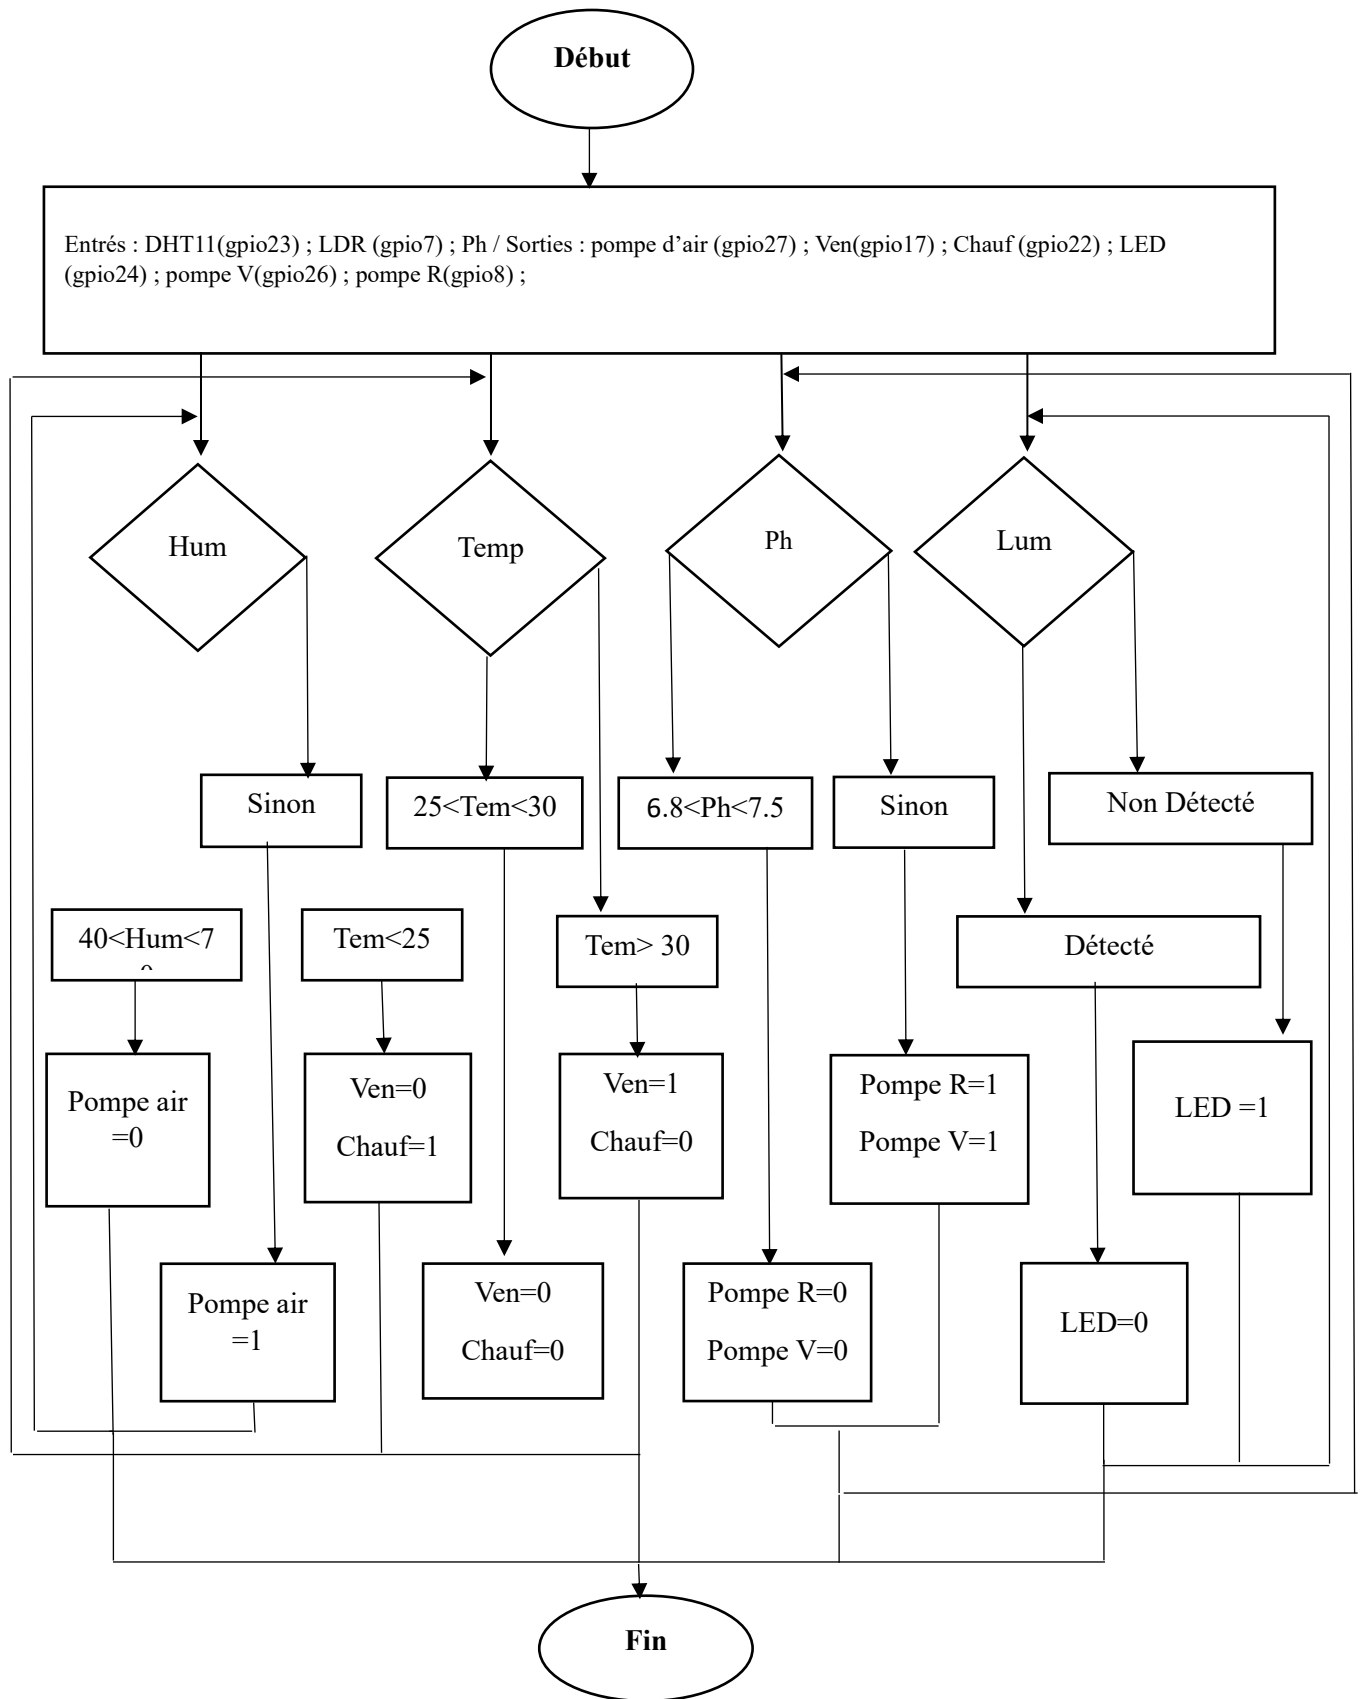 Début
Entrés : DHT11(gpio23) ; LDR (gpio7) ; Ph / Sorties : pompe d’air (gpio27) ; Ven(gpio17) ; Chauf (gpio22) ; LED
(gpio24) ; pompe V(gpio26) ; pompe R(gpio8) ;
Hum
Temp
Ph
Lum
Sinon
25<Tem<30
6.8<Ph<7.5
Sinon
Non Détecté
40<Hum<7
Tem<25
Tem> 30
Détecté
Pompe air
=0
Ven=0
Chauf=1
Ven=1
Chauf=0
Pompe R=1
Pompe V=1
LED =1
Pompe air
=1
Ven=0
Chauf=0
Pompe R=0
Pompe V=0
LED=0
Fin